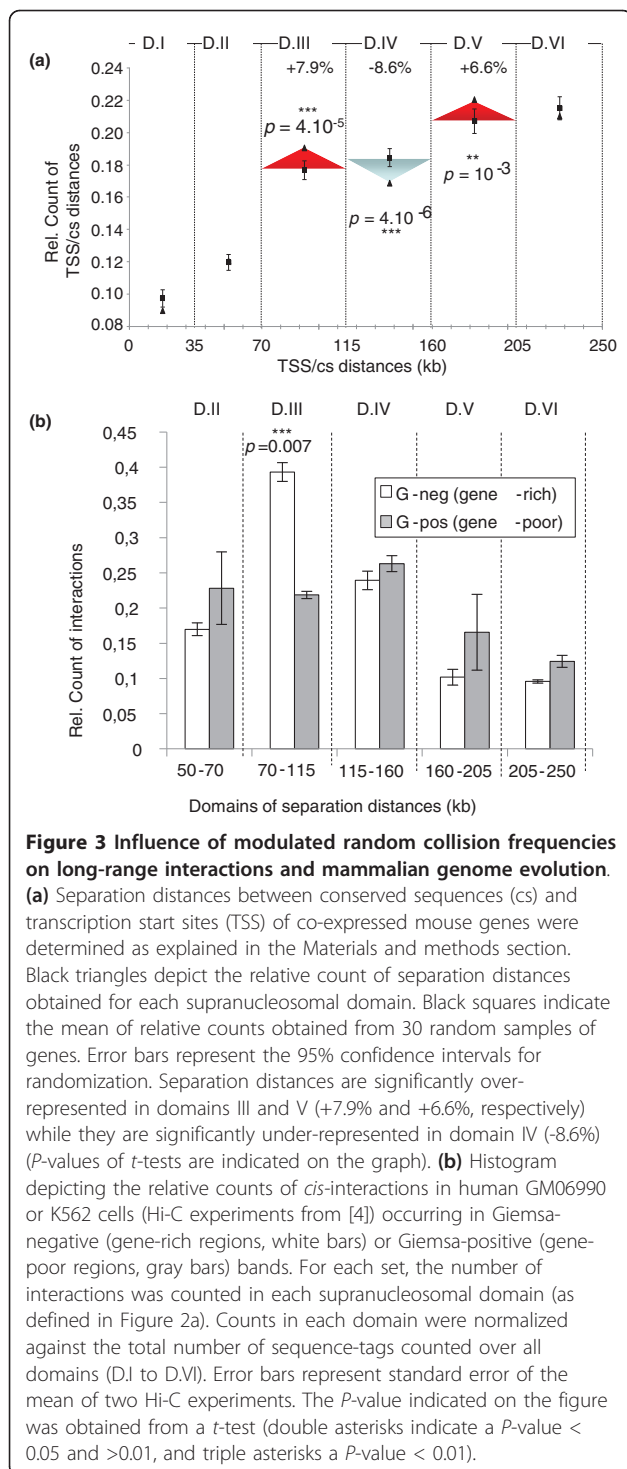 D.I D.II D.III D.IV D.V D.VI
(a)
+7.9% -8.6% +6.6%
0.24
0.22
0.20
0.18
0.16
0.14
0.12
0.10
0.08
Rel. Count of
TSS/cs distances
***
p = 4.10-5
p = 4.10-6
***
**
p = 10-3
0 35 70 115 160 205 250
TSS/cs distances (kb)
D.II D.III D.IV D.V D.VI
(b)
***
p=0.007
0,45
0,4
0,35
0,3
0,25
0,2
0,15
0,1
0,05
0
Rel. Count of interactions
G-neg (gene -rich)
G-pos (gene -poor)
50-70 70-115 115-160 160-205 205-250
Domains of separation distances (kb)
Figure 3 Influence of modulated random collision frequencies
on long-range interactions and mammalian genome evolution.
(a) Separation distances between conserved sequences (cs) and
transcription start sites (TSS) of co-expressed mouse genes were
determined as explained in the Materials and methods section.
Black triangles depict the relative count of separation distances
obtained for each supranucleosomal domain. Black squares indicate
the mean of relative counts obtained from 30 random samples of
genes. Error bars represent the 95% confidence intervals for
randomization. Separation distances are significantly over-
represented in domains III and V (+7.9% and +6.6%, respectively)
while they are significantly under-represented in domain IV (-8.6%)
(P-values of t-tests are indicated on the graph). (b) Histogram
depicting the relative counts of cis-interactions in human GM06990
or K562 cells (Hi-C experiments from [4]) occurring in Giemsa-
negative (gene-rich regions, white bars) or Giemsa-positive (gene-
poor regions, gray bars) bands. For each set, the number of
interactions was counted in each supranucleosomal domain (as
defined in Figure 2a). Counts in each domain were normalized
against the total number of sequence-tags counted over all
domains (D.I to D.VI). Error bars represent standard error of the
mean of two Hi-C experiments. The P-value indicated on the figure
was obtained from a t-test (double asterisks indicate a P-value <
0.05 and >0.01, and triple asterisks a P-value < 0.01).